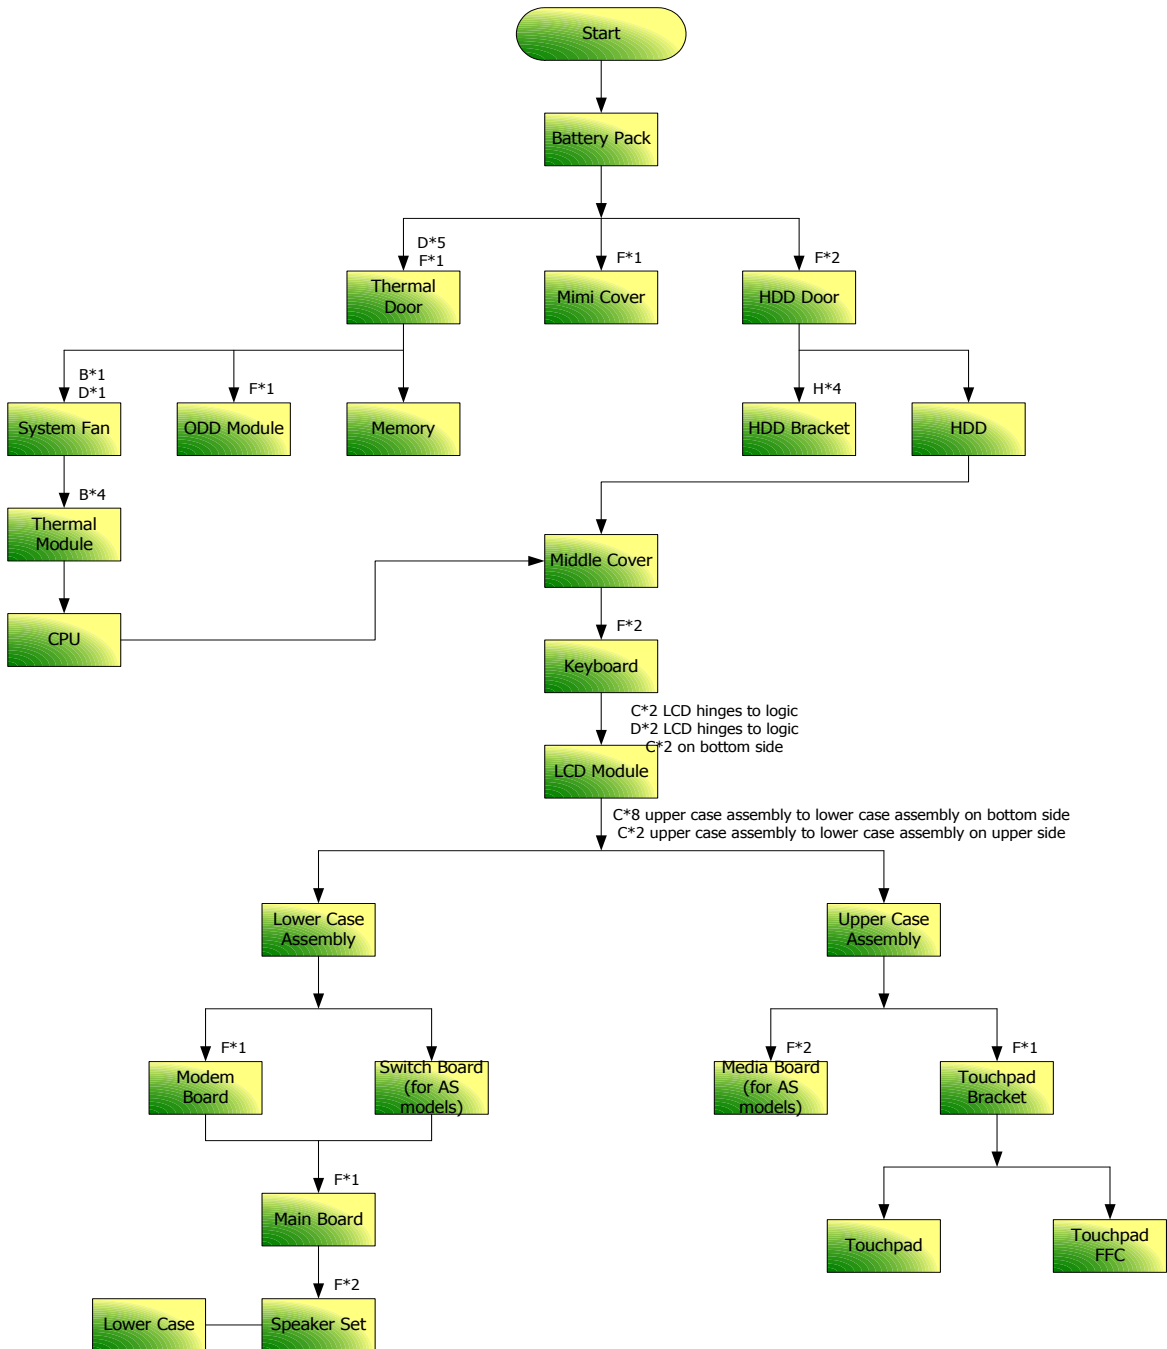 Start
Battery Pack
D*5
F*1
F*1
F*2
Thermal
Door
Mimi Cover
HDD Door
B*1
D*1
F*1
H*4
System Fan
ODD Module
Memory
HDD Bracket
HDD
B*4
Thermal
Module
Middle Cover
CPU
F*2
Keyboard
C*2 LCD hinges to logic
D*2 LCD hinges to logic
C*2 on bottom side
LCD Module
C*8 upper case assembly to lower case assembly on bottom side
C*2 upper case assembly to lower case assembly on upper side
Lower Case
Assembly
Upper Case
Assembly
F*1
F*2
F*1
Modem
Board
Switch Board
(for AS
models)
Media Board
(for AS
models)
Touchpad
Bracket
F*1
Main Board
Touchpad
Touchpad
FFC
F*2
Lower Case
Speaker Set